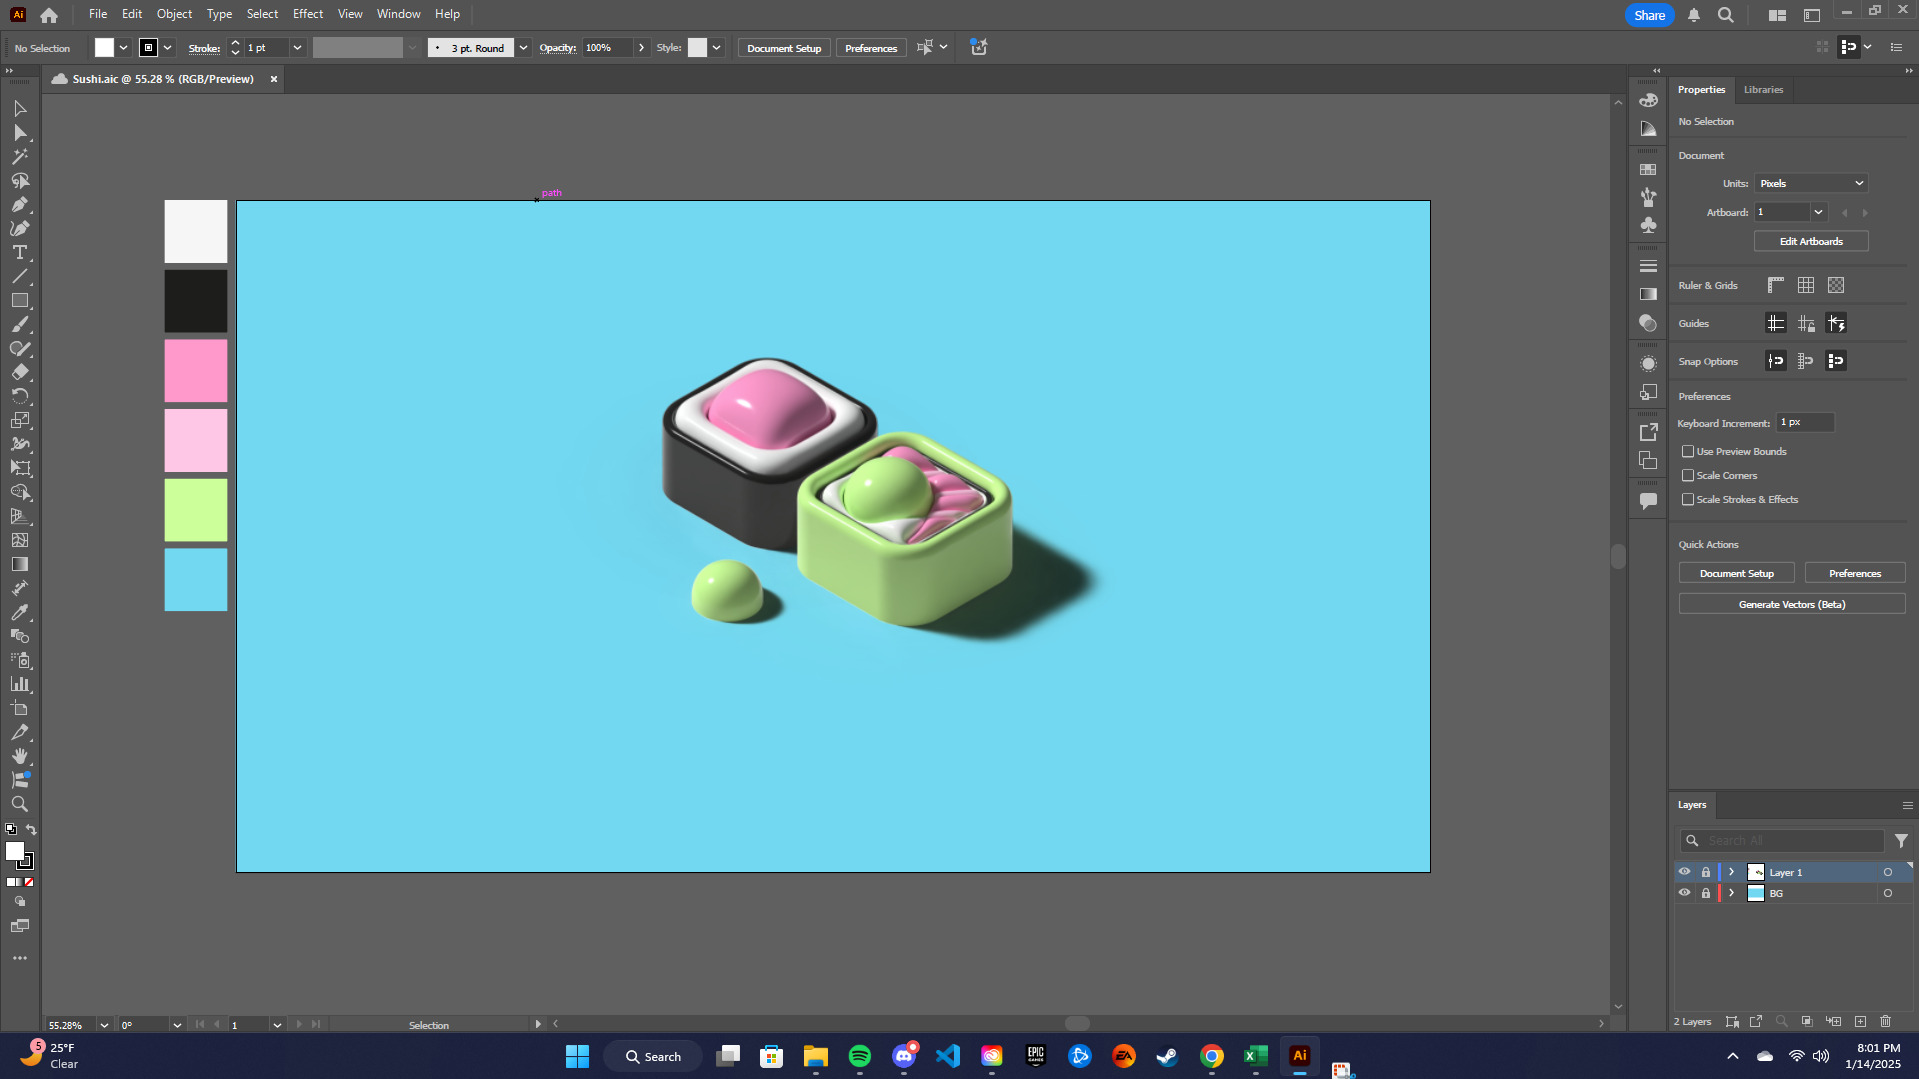 Ai
File Edit Object Type Select Effect View Window Help
Share
No Selection
Stroke:
1 pt
3 pt. Round
Opacity:
100%
Style:
Document Setup
Preferences
Sushi.aic @ 55.28 % (RGB/Preview)
path
Properties
Libraries
No Selection
Document
Units:
Pixels
Artboard:
1
Edit Artboards
Ruler & Grids
Guides
Snap Options
Preferences
Keyboard Increment:
1 px
Use Preview Bounds
Scale Corners
Scale Strokes & Effects
Quick Actions
Document Setup
Preferences
Generate Vectors (Beta)
Layers
Search All
Layer 1
BG
2 Layers
55.28%
0°
1
Selection
5
25°F
Clear
Search
EPIC
GAMES
EA
Ai
8:01 PM
1/14/2025